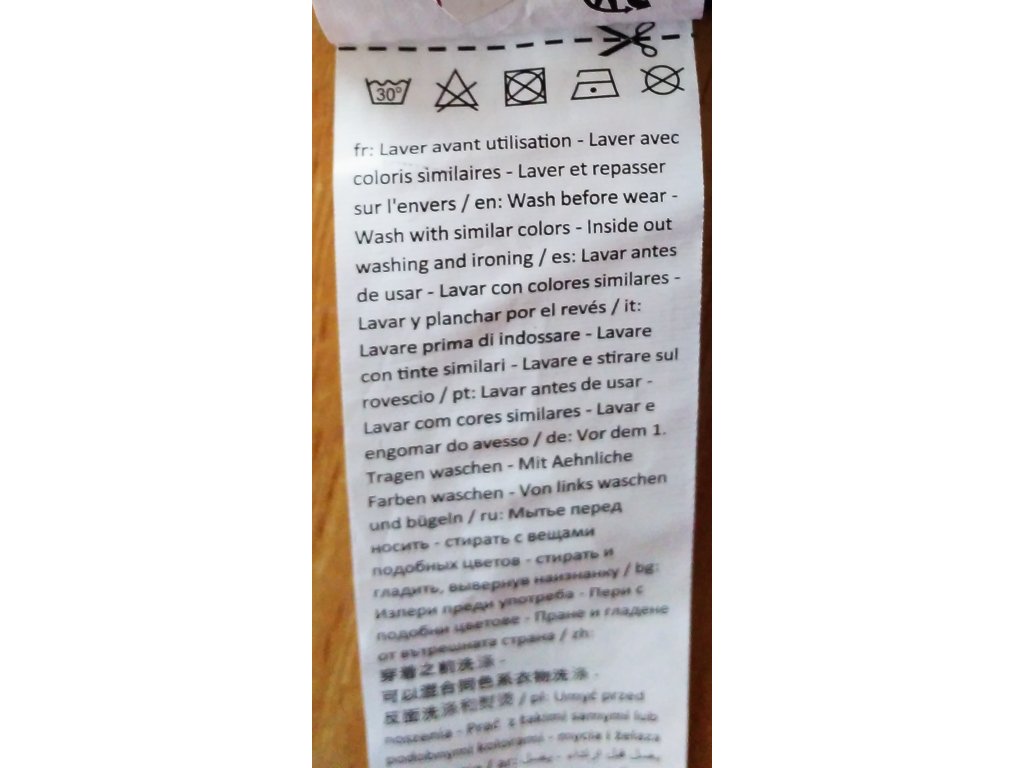 30°
fr: Laver avant utilisation - Laver avec
coloris similaires - Laver et repasser
sur l'envers / en: Wash before wear -
Wash with similar colors - Inside out
washing and ironing / es: Lavar antes
de usar - Lavar con colores similares -
Lavar y planchar por el revés / it:
Lavare prima di indossare - Lavare
con tinte similari - Lavare e stirare sul
rovescio / pt: Lavar antes de usar -
Lavar com cores similares - Lavar e
engomar do avesso / de: Vor dem 1.
Tragen waschen - Mit Aehnliche
Farben waschen - Von links waschen
und bügeln / ru: Мытье перед
носить - стирать с вещами
подобных цветов - стирать и
гладить, вывернув наизнанку / bg:
Изпери преди употреба - Пери с
подобни цветове - Пране и гладене
от вътрешната страна / zh:
穿着之前洗涤 -
可以混合同色系衣物洗涤 -
反面洗涤和熨烫 / pl: Umyć przed
noszenia - Prać z takimi samymi lub
podobnymi kolorami - mycia i żelaza
/ ar: